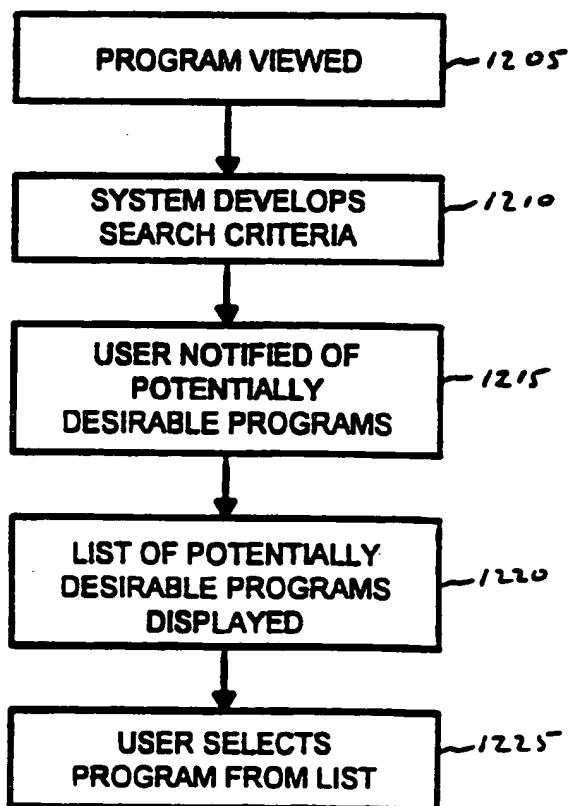 PROGRAM VIEWED
1205
SYSTEM DEVELOPS
SEARCH CRITERIA
1210
USER NOTIFIED OF
POTENTIALLY
DESIRABLE PROGRAMS
1215
LIST OF POTENTIALLY
DESIRABLE PROGRAMS
DISPLAYED
1220
USER SELECTS
PROGRAM FROM LIST
1225